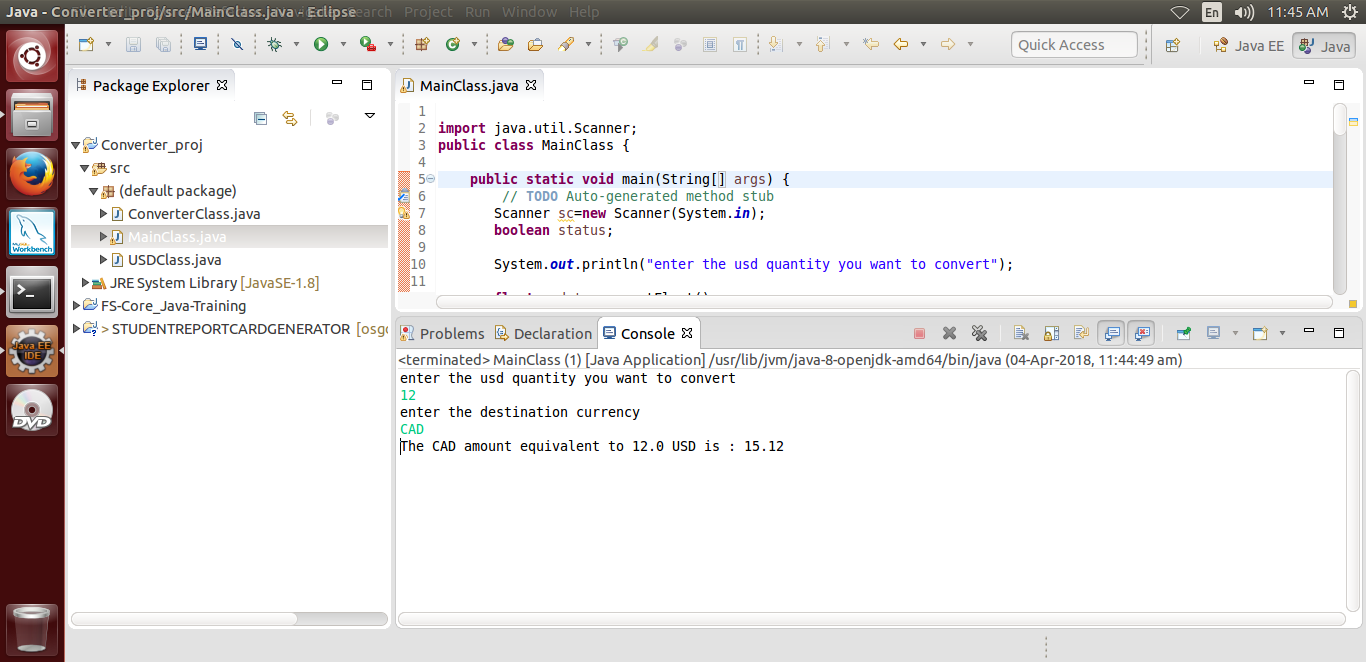 Java - Converter_proj/src/MainClass.java - Eclipse Search Project Run Window Help
En 11:45 AM
Quick Access
Java EE
Java
Package Explorer
Converter_proj
src
(default package)
ConverterClass.java
MainClass.java
USDClass.java
JRE System Library [JavaSE-1.8]
FS-Core_Java-Training
> STUDENTREPORTCARDGENERATOR [osgc
MySQL
Workbench
Java EE
IDE
DVD
MainClass.java
1
2 import java.util.Scanner;
3 public class MainClass {
4
5 public static void main(String[] args) {
6 // TODO Auto-generated method stub
7 Scanner sc=new Scanner(System.in);
8 boolean status;
9
10 System.out.println("enter the usd quantity you want to convert");
11
Problems
Declaration
Console
<terminated> MainClass (1) [Java Application] /usr/lib/jvm/java-8-openjdk-amd64/bin/java (04-Apr-2018, 11:44:49 am)
enter the usd quantity you want to convert
12
enter the destination currency
CAD
The CAD amount equivalent to 12.0 USD is : 15.12